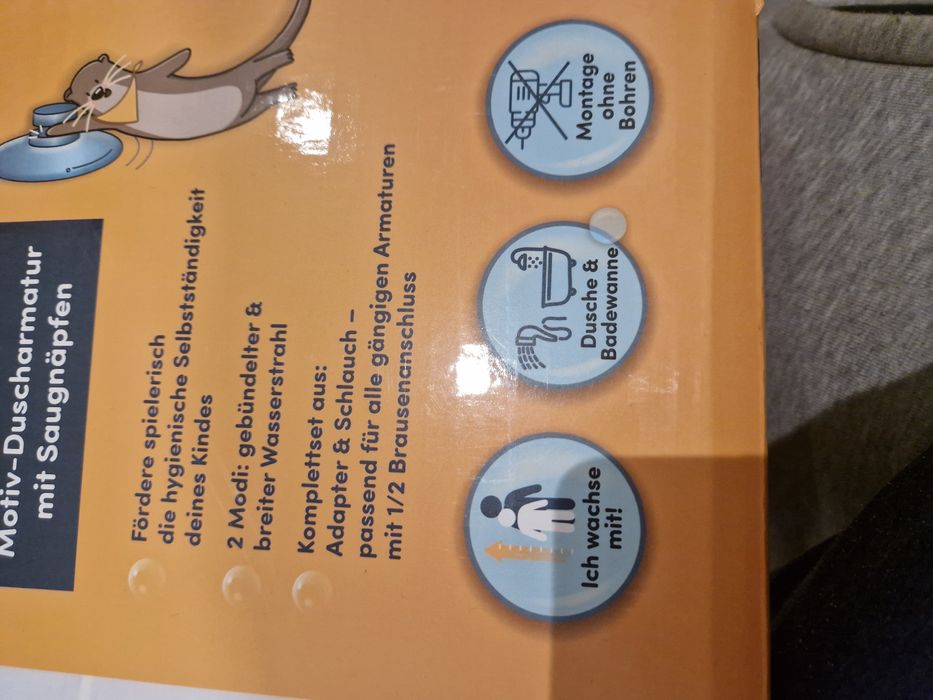 Motiv-Duscharmatur
mit Saugnäpfen
Fördere spielerisch
die hygienische Selbstständigkeit
deines Kindes
2 Modi: gebündelter &
breiter Wasserstrahl
Komplettset aus:
Adapter & Schlauch –
passend für alle gängigen Armaturen
mit 1/2 Brausenanschluss
Ich wachse
mit!
Dusche &
Badewanne
Montage
ohne
Bohren